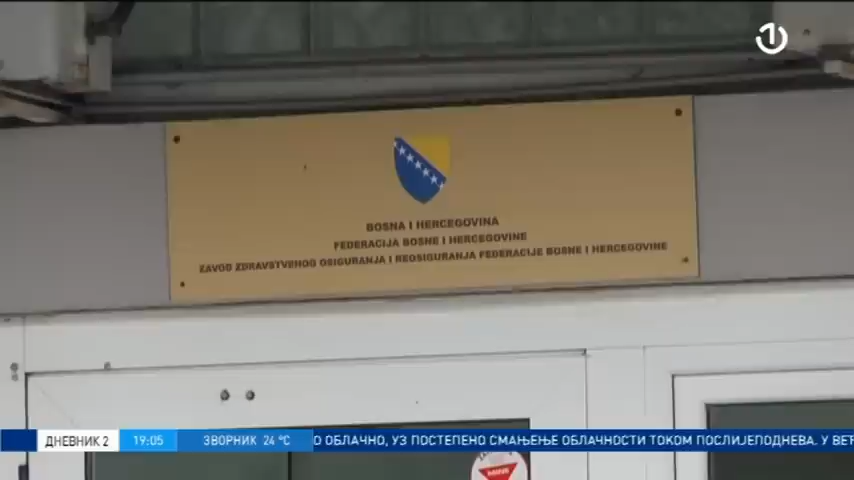 BOSNA I HERCEGOVINA
FEDERACIJA BOSNE I HERCEGOVINE
ZAVOD ZDRAVSTVENOG OSIGURANJA I REOSIGURANJA FEDERACIJE BOSNE I HERCEGOVINE
ДНЕВНИК 2 19:05 ЗВОРНИК 24 °C О ОБЛАЧНО, УЗ ПОСТЕПЕНО СМАЊЕЊЕ ОБЛАЧНОСТИ ТОКОМ ПОСЛИЈЕПОДНЕВА. У ВЕЧ